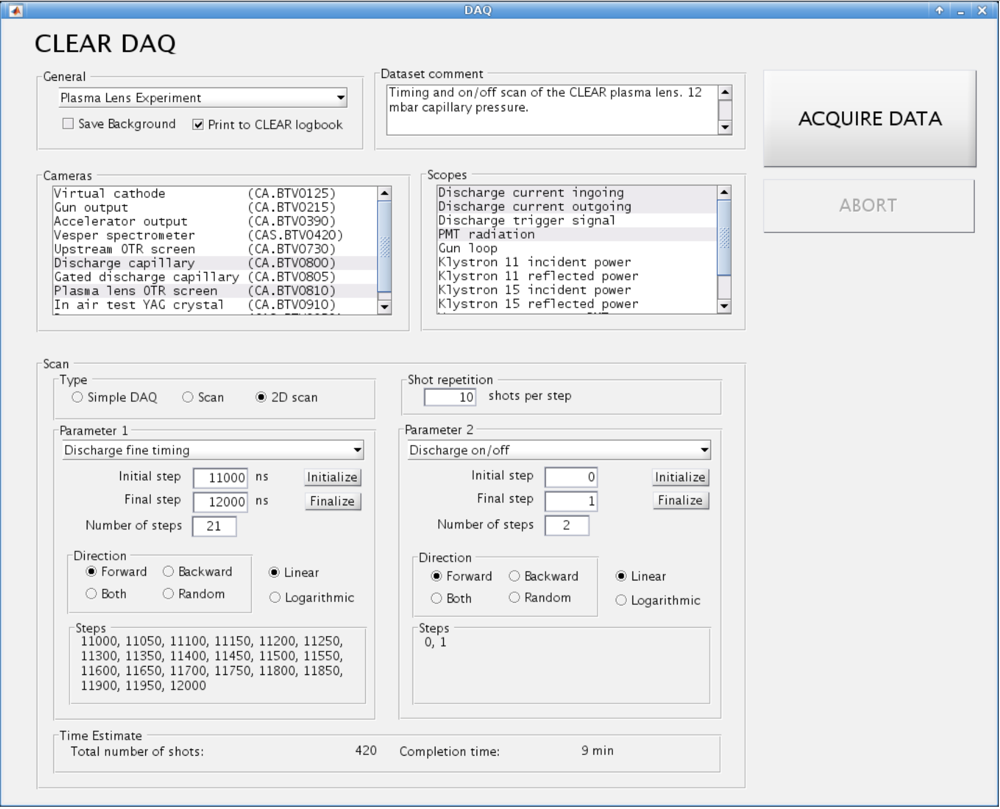 DAQ
CLEAR DAQ
General
Plasma Lens Experiment
Save Background
Print to CLEAR logbook
Dataset comment
Timing and on/off scan of the CLEAR plasma lens. 12
mbar capillary pressure.
ACQUIRE DATA
ABORT
Cameras
Virtual cathode (CA.BTV0125)
Gun output (CA.BTV0215)
Accelerator output (CA.BTV0390)
Vesper spectrometer (CAS.BTV0420)
Upstream OTR screen (CA.BTV0730)
Discharge capillary (CA.BTV0800)
Gated discharge capillary (CA.BTV0805)
Plasma lens OTR screen (CA.BTV0810)
In air test YAG crystal (CA.BTV0910)
Scopes
Discharge current ingoing
Discharge current outgoing
Discharge trigger signal
PMT radiation
Gun loop
Klystron 11 incident power
Klystron 11 reflected power
Klystron 15 incident power
Klystron 15 reflected power
Scan
Type
Simple DAQ
Scan
2D scan
Shot repetition
10 shots per step
Parameter 1
Discharge fine timing
Initial step 11000 ns Initialize
Final step 12000 ns Finalize
Number of steps 21
Direction
Forward Backward
Both Random
Linear
Logarithmic
Steps
11000, 11050, 11100, 11150, 11200, 11250,
11300, 11350, 11400, 11450, 11500, 11550,
11600, 11650, 11700, 11750, 11800, 11850,
11900, 11950, 12000
Parameter 2
Discharge on/off
Initial step 0 Initialize
Final step 1 Finalize
Number of steps 2
Direction
Forward Backward
Both Random
Linear
Logarithmic
Steps
0, 1
Time Estimate
Total number of shots: 420 Completion time: 9 min